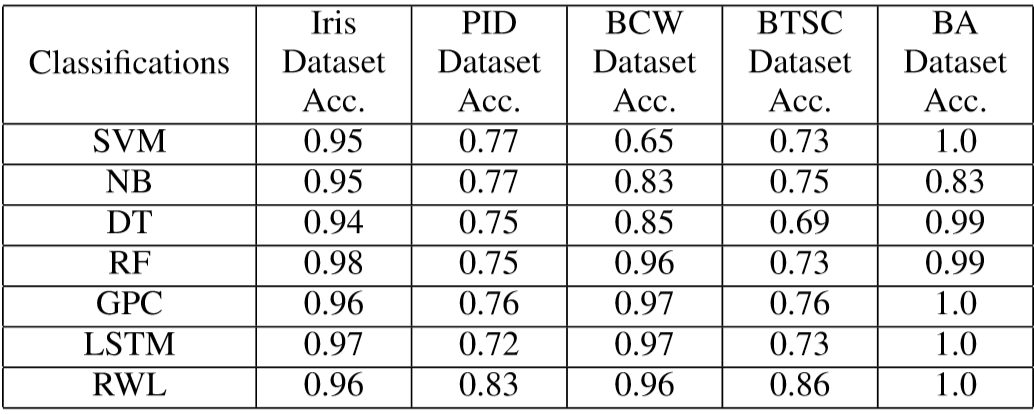 Classifications Iris Dataset Acc. PID Dataset Acc. BCW Dataset Acc. BTSC Dataset Acc. BA Dataset Acc.
SVM 0.95 0.77 0.65 0.73 1.0
NB 0.95 0.77 0.83 0.75 0.83
DT 0.94 0.75 0.85 0.69 0.99
RF 0.98 0.75 0.96 0.73 0.99
GPC 0.96 0.76 0.97 0.76 1.0
LSTM 0.97 0.72 0.97 0.73 1.0
RWL 0.96 0.83 0.96 0.86 1.0